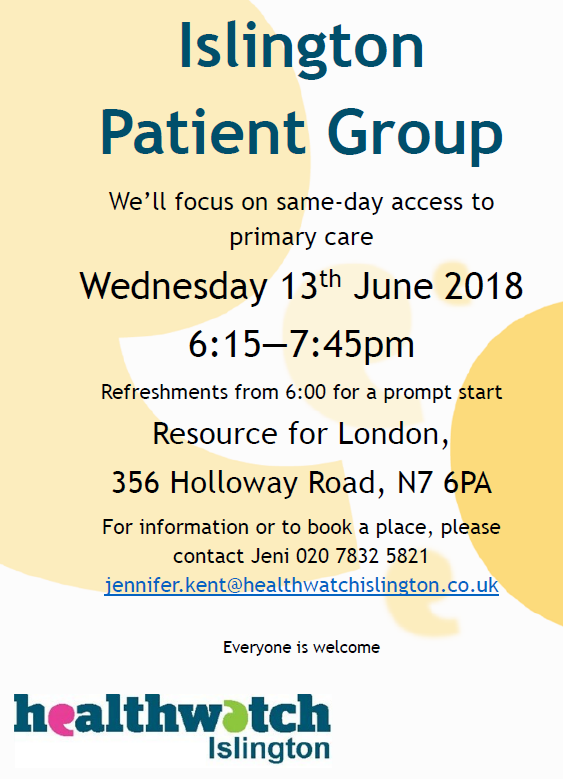 Islington
Patient Group
We’ll focus on same-day access to
primary care
Wednesday 13th June 2018
6:15—7:45pm
Refreshments from 6:00 for a prompt start
Resource for London,
356 Holloway Road, N7 6PA
For information or to book a place, please
contact Jeni 020 7832 5821
jennifer.kent@healthwatchislington.co.uk
Everyone is welcome
healthwatch
Islington